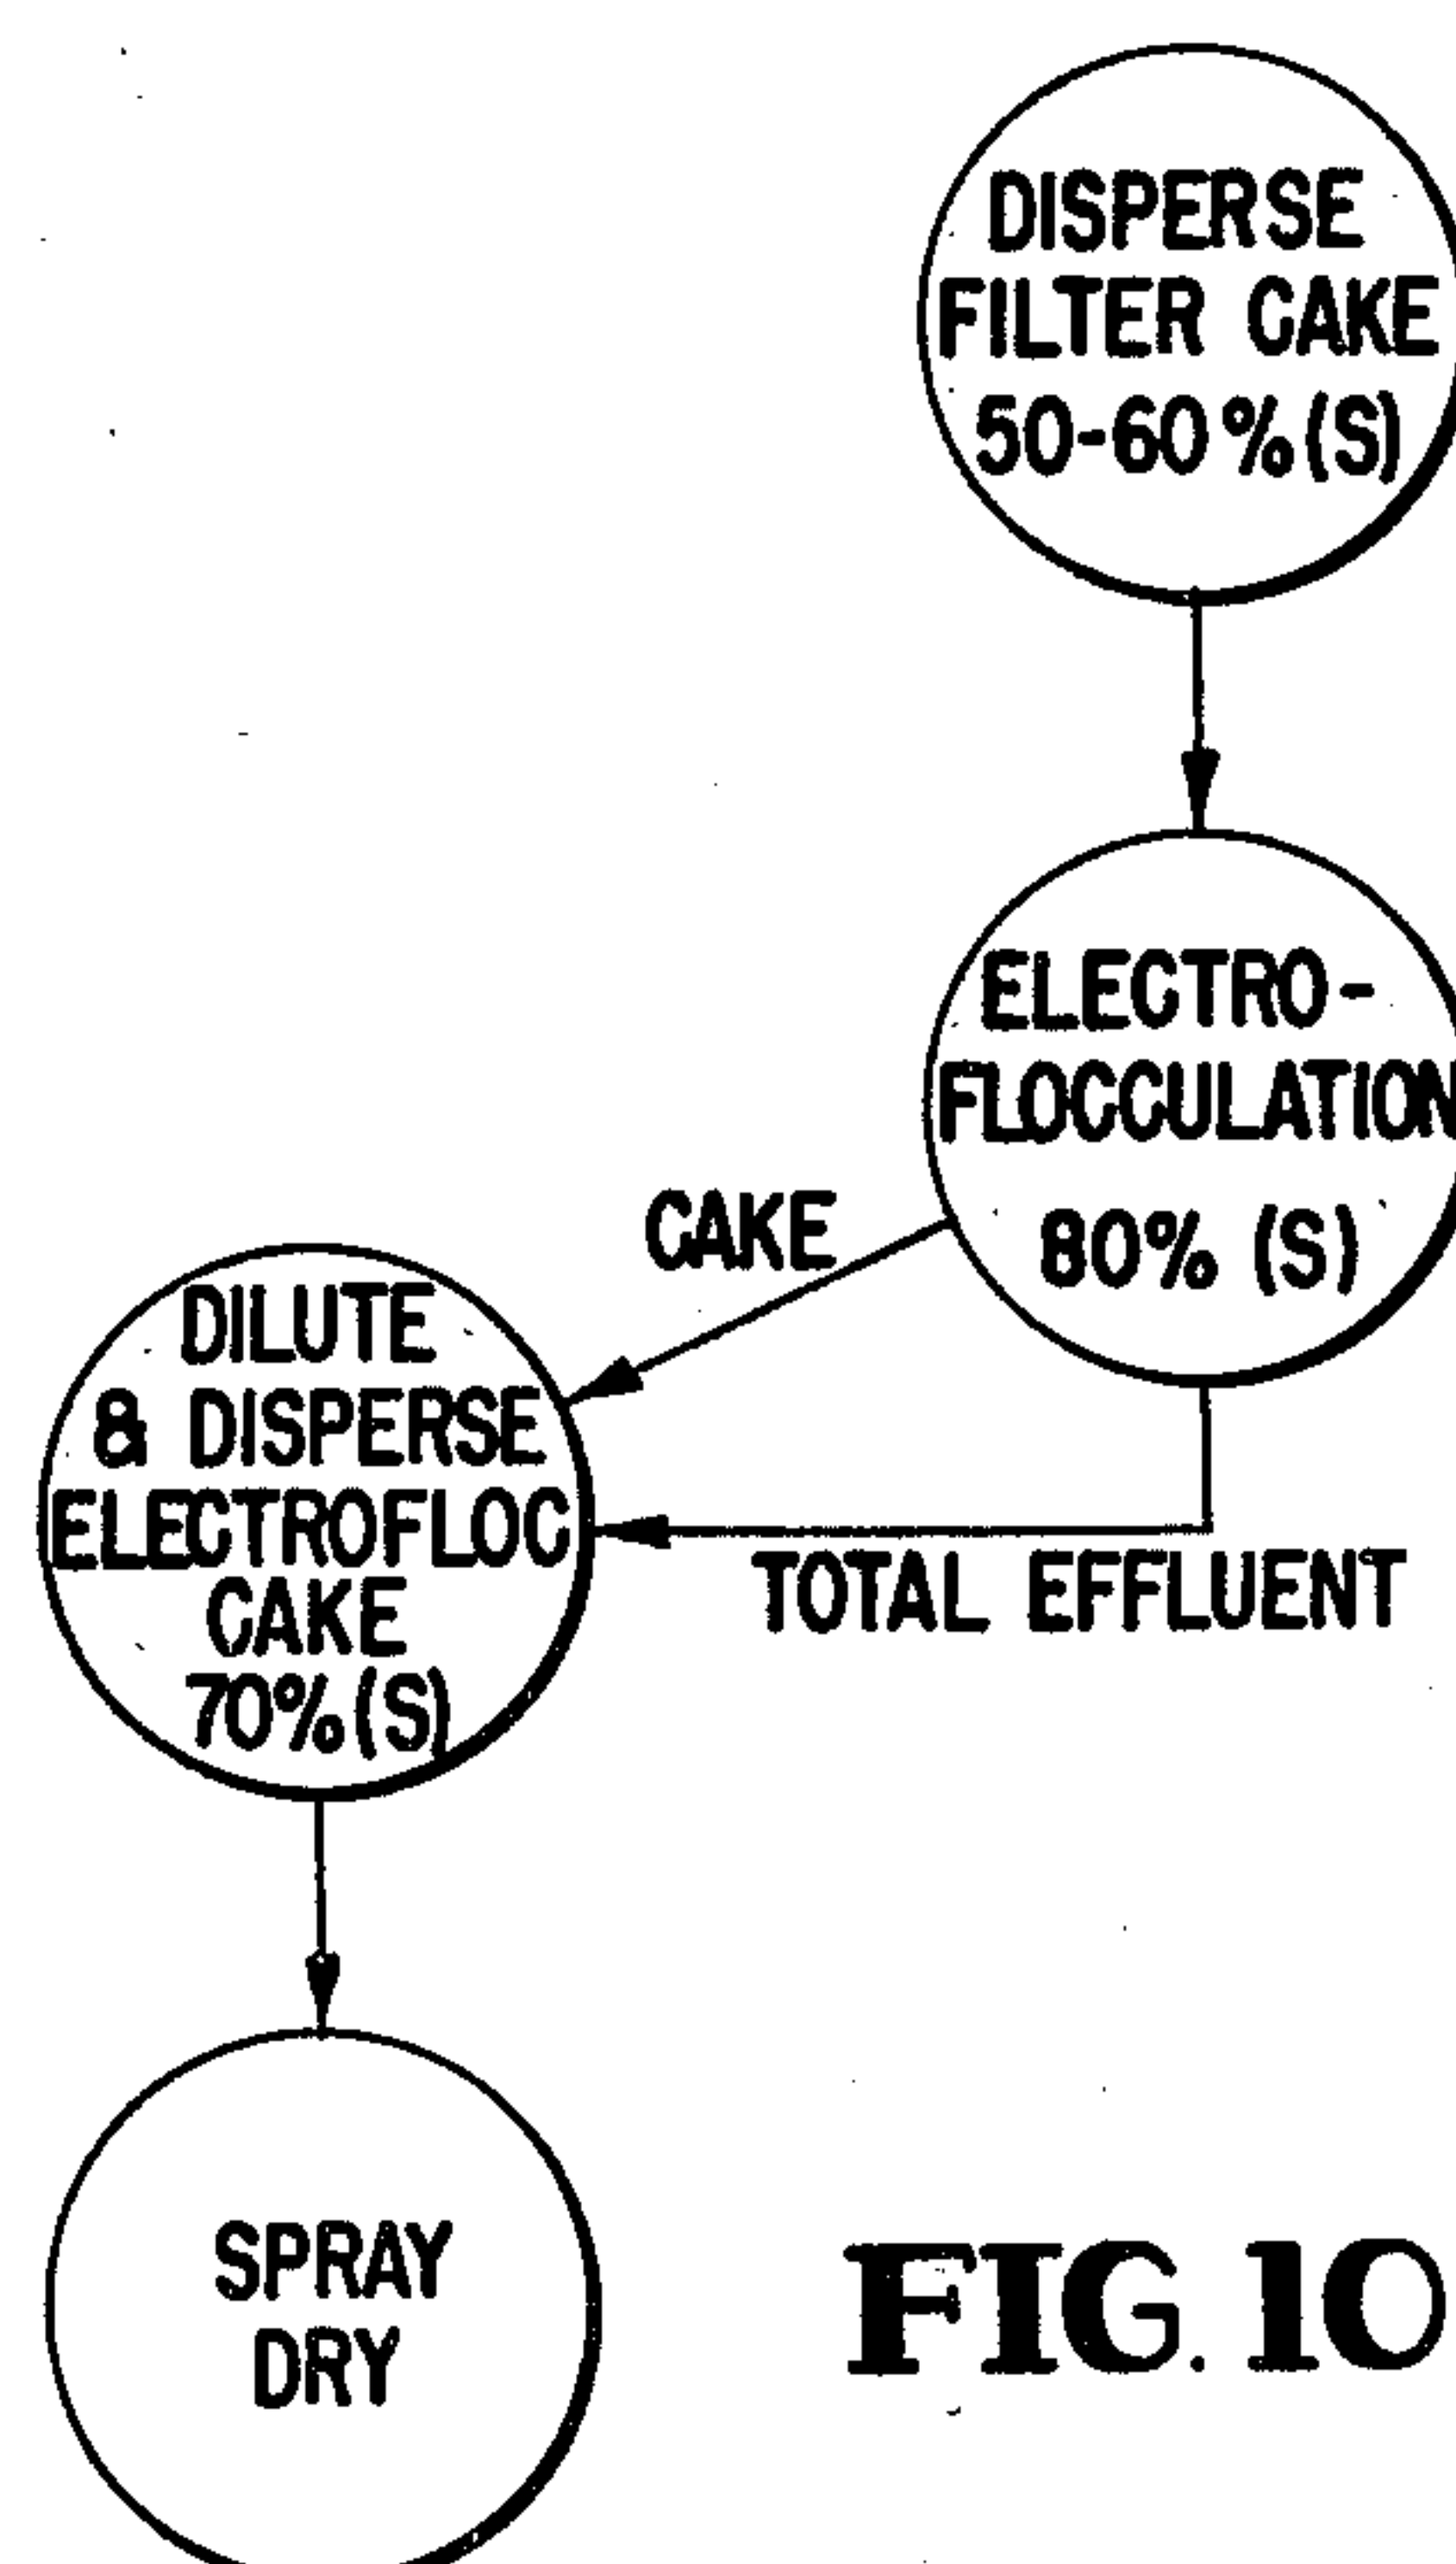 DISPERSE
FILTER CAKE
50-60%(S)
ELECTRO-
FLOCCULATION
80% (S)
CAKE
DILUTE
& DISPERSE
ELECTROFLOC
CAKE
70%(S)
TOTAL EFFLUENT
SPRAY
DRY
FIG. 10